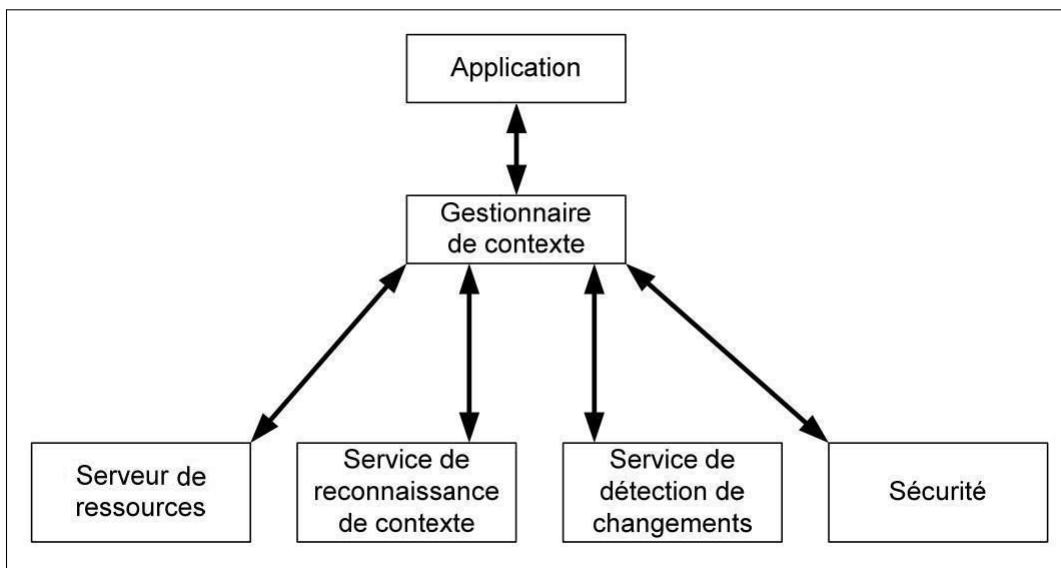 Application
Gestionnaire
de contexte
Serveur de
ressources
Service de
reconnaissance
de contexte
Service de
détection de
changements
Sécurité